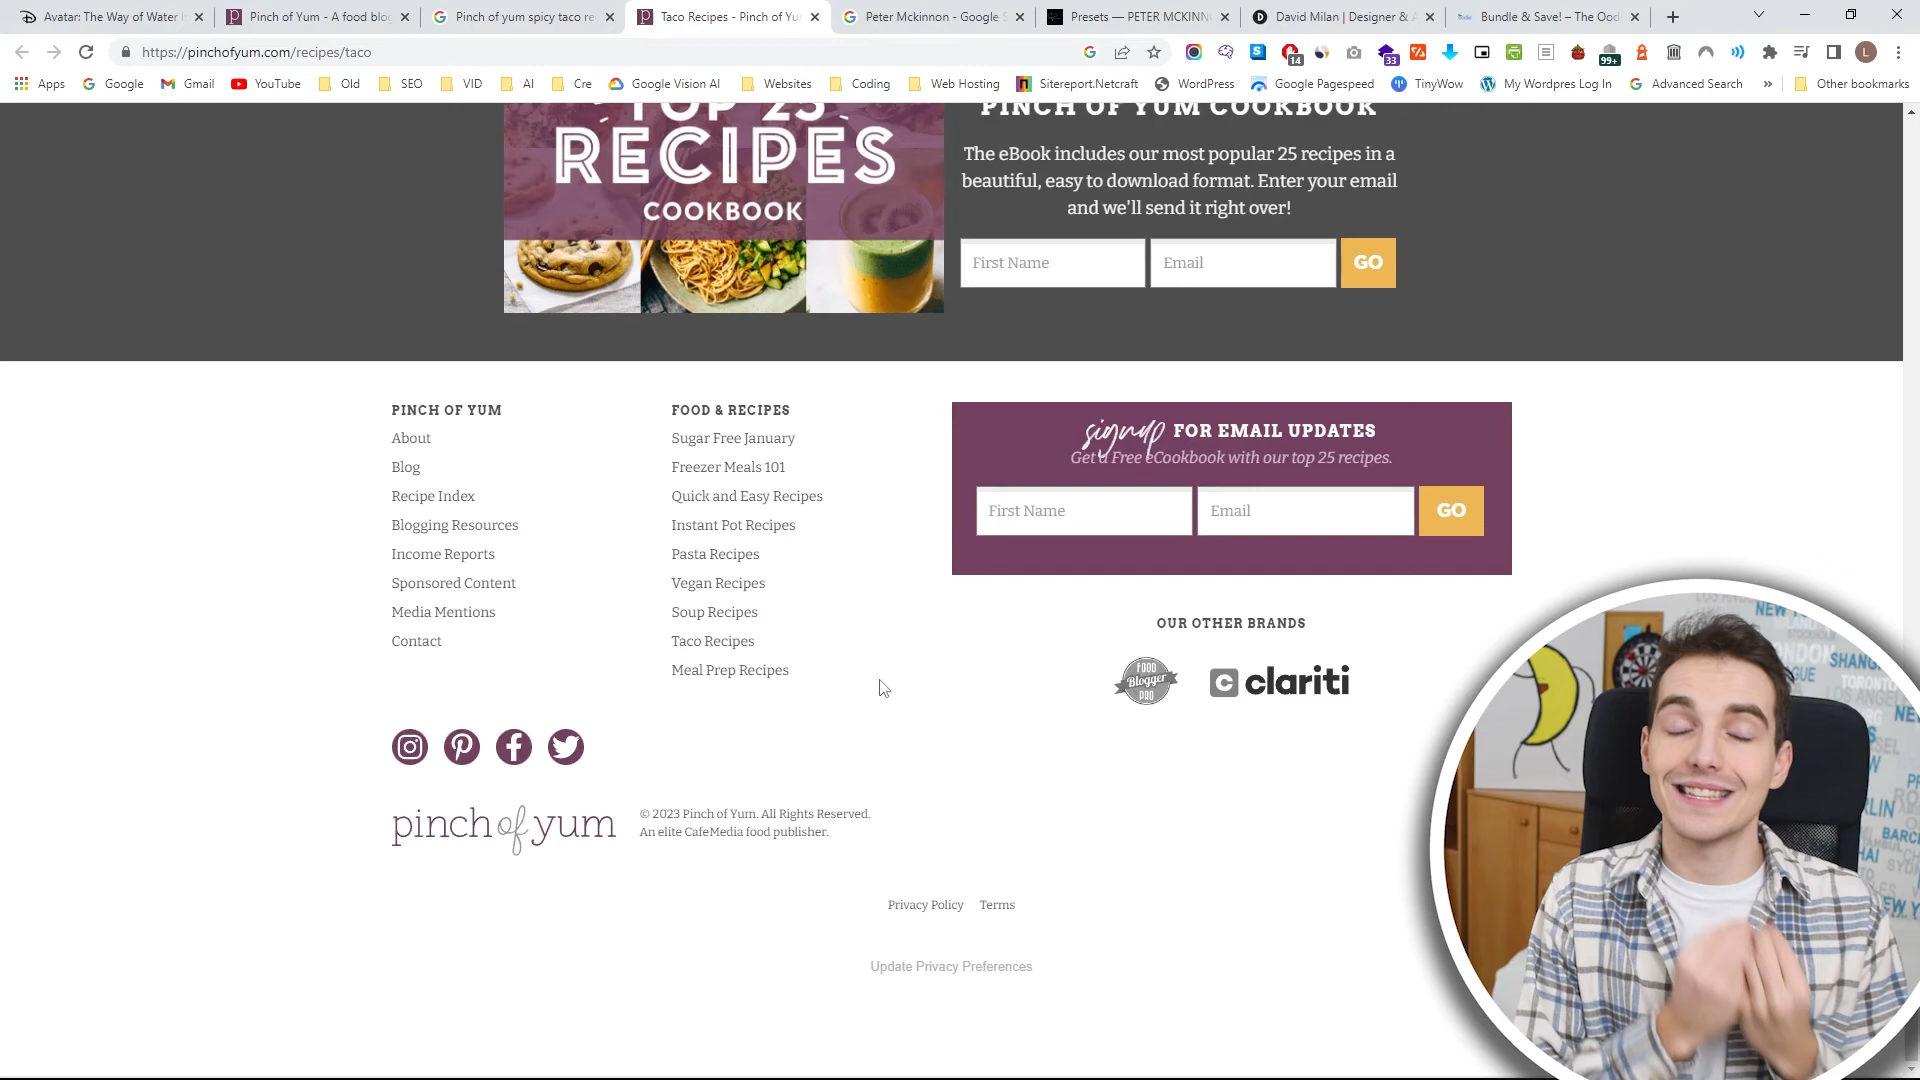 Avatar: The Way of Water
Pinch of Yum - A food blog
Pinch of yum spicy taco re
Taco Recipes - Pinch of Yu
Peter Mckinnon - Google S
Presets — PETER MCKINN
David Milan | Designer &
Bundle & Save! – The Ood
https://pinchofyum.com/recipes/taco
14
33
99+
L
Apps
Google
Gmail
YouTube
Old
SEO
VID
AI
Cre
Google Vision AI
Websites
Coding
Web Hosting
Sitereport.Netcraft
WordPress
Google Pagespeed
TinyWow
My Wordpres Log In
Advanced Search
»
Other bookmarks
TOP 25
RECIPES
COOKBOOK
PINCH OF YUM COOKBOOK
The eBook includes our most popular 25 recipes in a
beautiful, easy to download format. Enter your email
and we'll send it right over!
First Name
Email
GO
PINCH OF YUM
About
Blog
Recipe Index
Blogging Resources
Income Reports
Sponsored Content
Media Mentions
Contact
FOOD & RECIPES
Sugar Free January
Freezer Meals 101
Quick and Easy Recipes
Instant Pot Recipes
Pasta Recipes
Vegan Recipes
Soup Recipes
Taco Recipes
Meal Prep Recipes
signup FOR EMAIL UPDATES
Get a Free eCookbook with our top 25 recipes.
First Name
Email
GO
OUR OTHER BRANDS
FOOD
Blogger
PRO
C clariti
pinch of yum
© 2023 Pinch of Yum. All Rights Reserved.
An elite CafeMedia food publisher.
Privacy Policy
Terms
Update Privacy Preferences